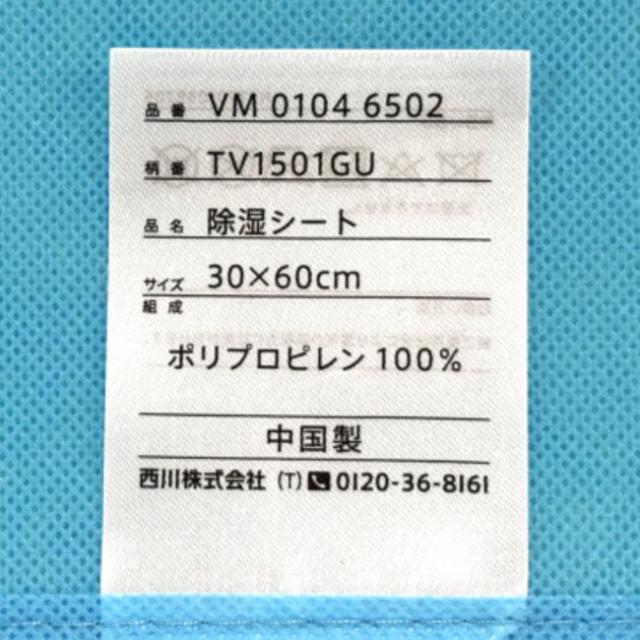 品番 VM 0104 6502
柄番 TV1501GU
品名 除湿シート
サイズ 30×60cm
組成
ポリプロピレン 100%
中国製
西川株式会社 (T) 0120-36-8161